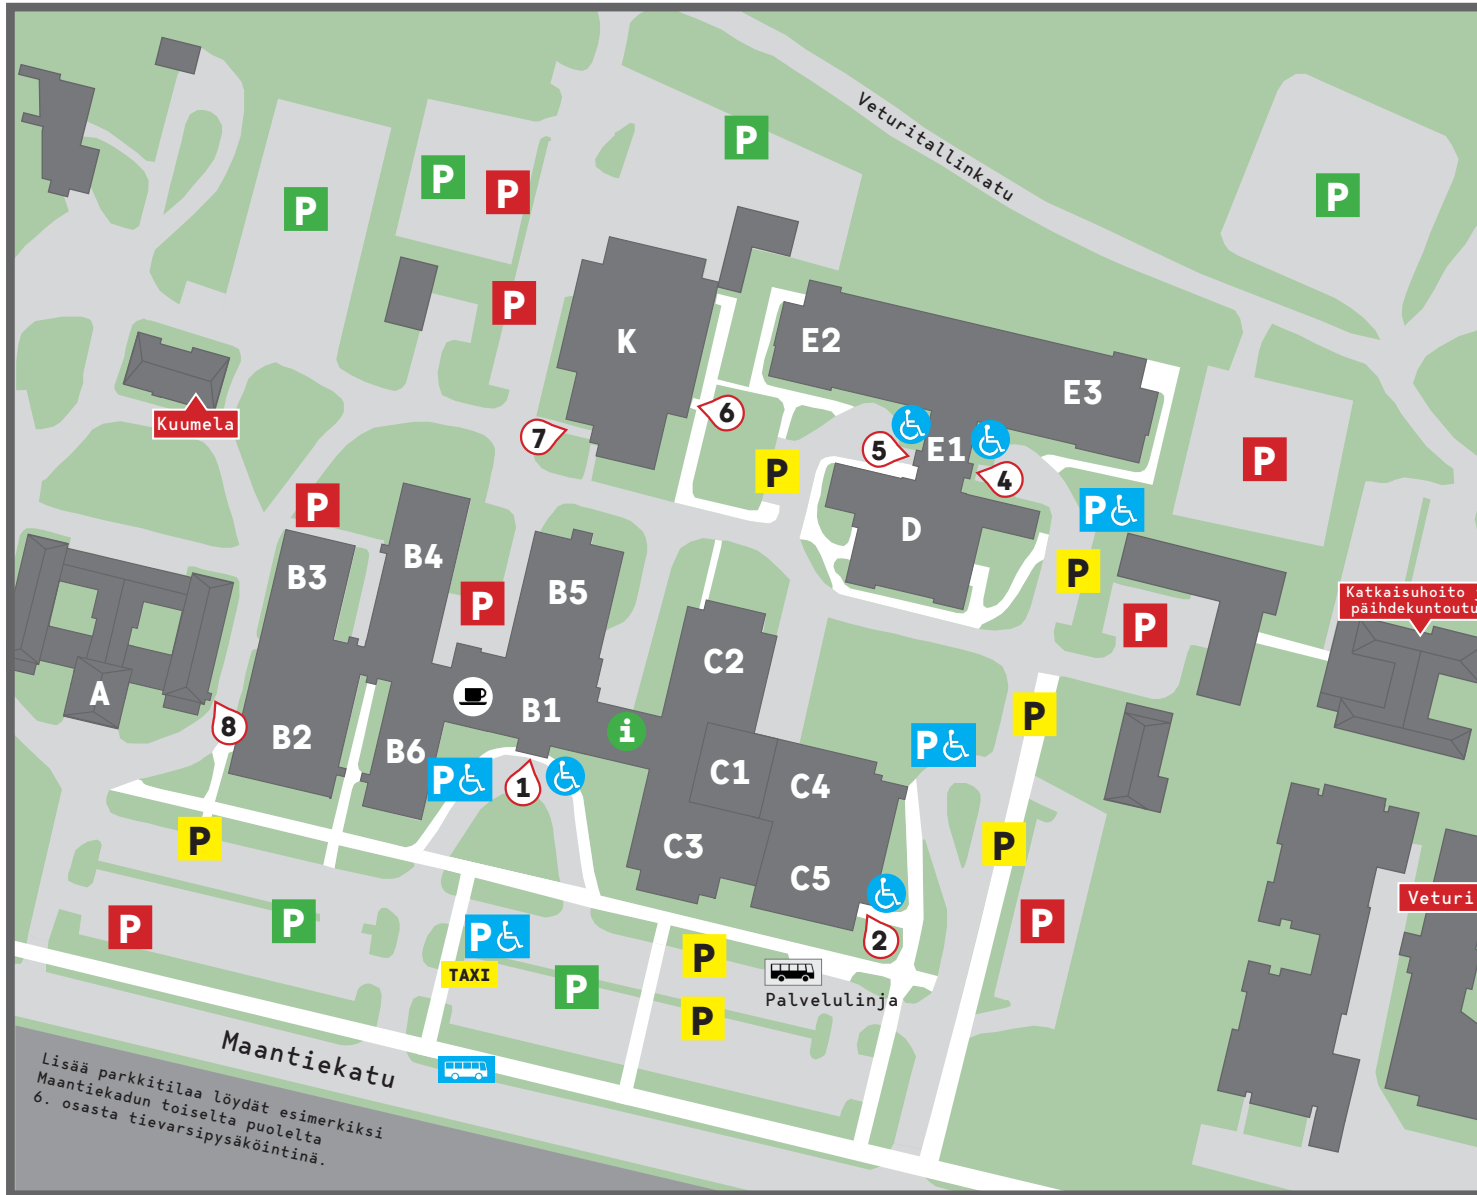 Veturitallinkatu
P
P
P
P
P
P
K
E2
E3
Kuumela
6
7
5
E1
4
P
P
P
P
D
P
B4
B3
B5
P
P
P
Katkaisuhoito
päihdekuntoutu
C2
A
8
B2
B1
i
B6
P
1
C1
C4
P
P
P
C3
C5
P
Veturi
P
P
P
TAXI
P
P
P
2
P
Palvelulinja
Maantiekatu
Lisää parkkitilaa löydät esimerkiksi
Maantiekadun toiselta puolelta
6. osasta tievarsipysäköintinä.